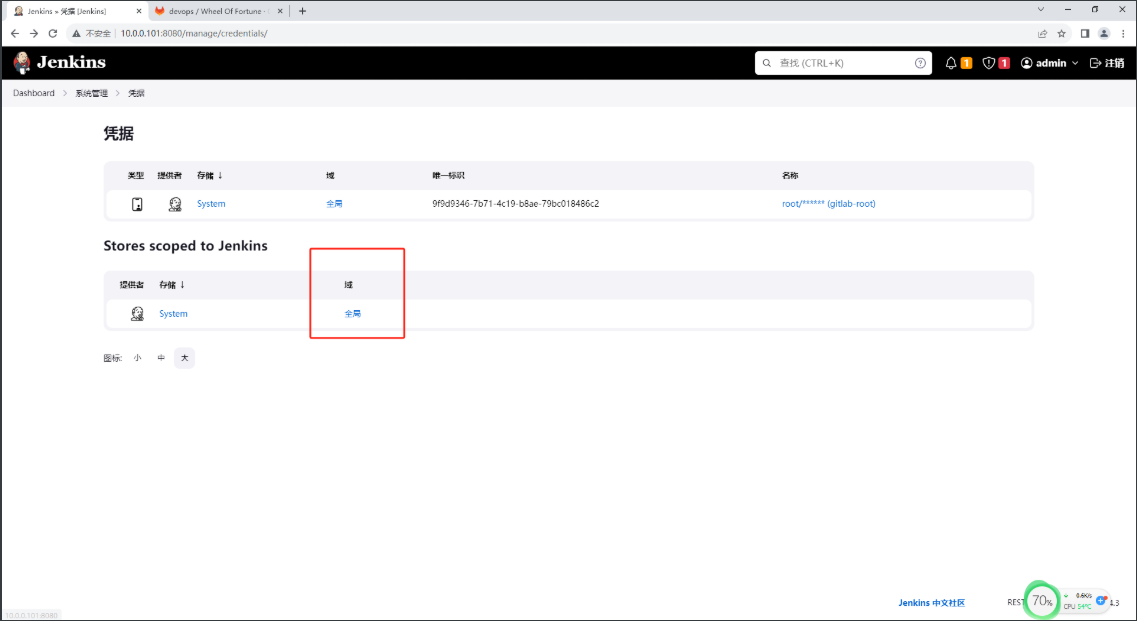 Jenkins » 凭据 [Jenkins]
devops / Wheel Of Fortune ·
不安全 10.0.0.101:8080/manage/credentials/
Jenkins 查找 (CTRL+K) 1 1 admin 注销
Dashboard 系统管理 凭据
凭据
类型 提供者 存储 ↓ 域 唯一标识 名称
System 全局 9f9d9346-7b71-4c19-b8ae-79bc018486c2 root/****** (gitlab-root)
Stores scoped to Jenkins
提供者 存储 ↓ 域
System 全局
图标: 小 中 大
Jenkins 中文社区 REST 70% 0.6K/s
CPU 54°C 4.3
10.0.0.101:8080